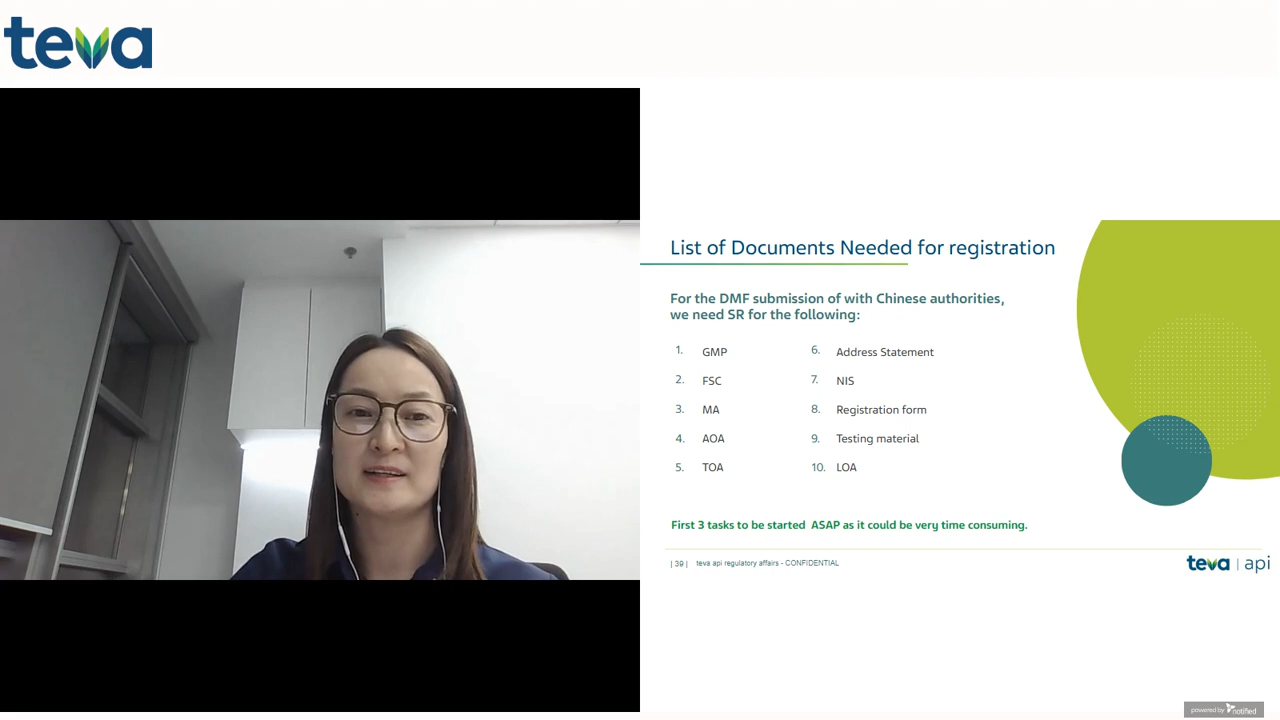 teva
List of Documents Needed for registration
For the DMF submission of with Chinese authorities,
we need SR for the following:
1. GMP
2. FSC
3. MA
4. AOA
5. TOA
6. Address Statement
7. NIS
8. Registration form
9. Testing material
10. LOA
First 3 tasks to be started ASAP as it could be very time consuming.
| 39 | teva api regulatory affairs - CONFIDENTIAL
teva | api
powered by notified